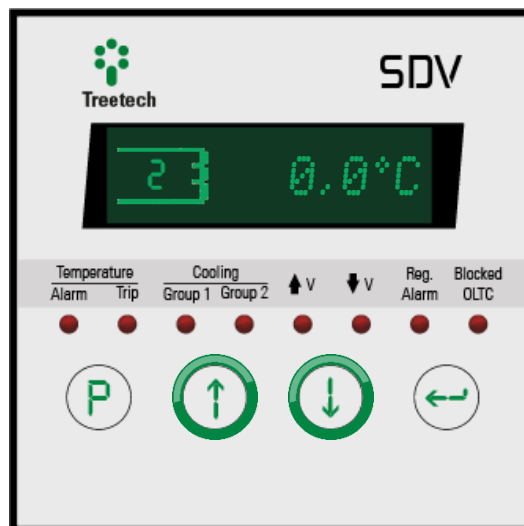 Treetech
SDV
2 0.0°C
Temperature
Alarm Trip
Cooling
Group 1 Group 2
V
V
Reg.
Alarm
Blocked
OLTC
P